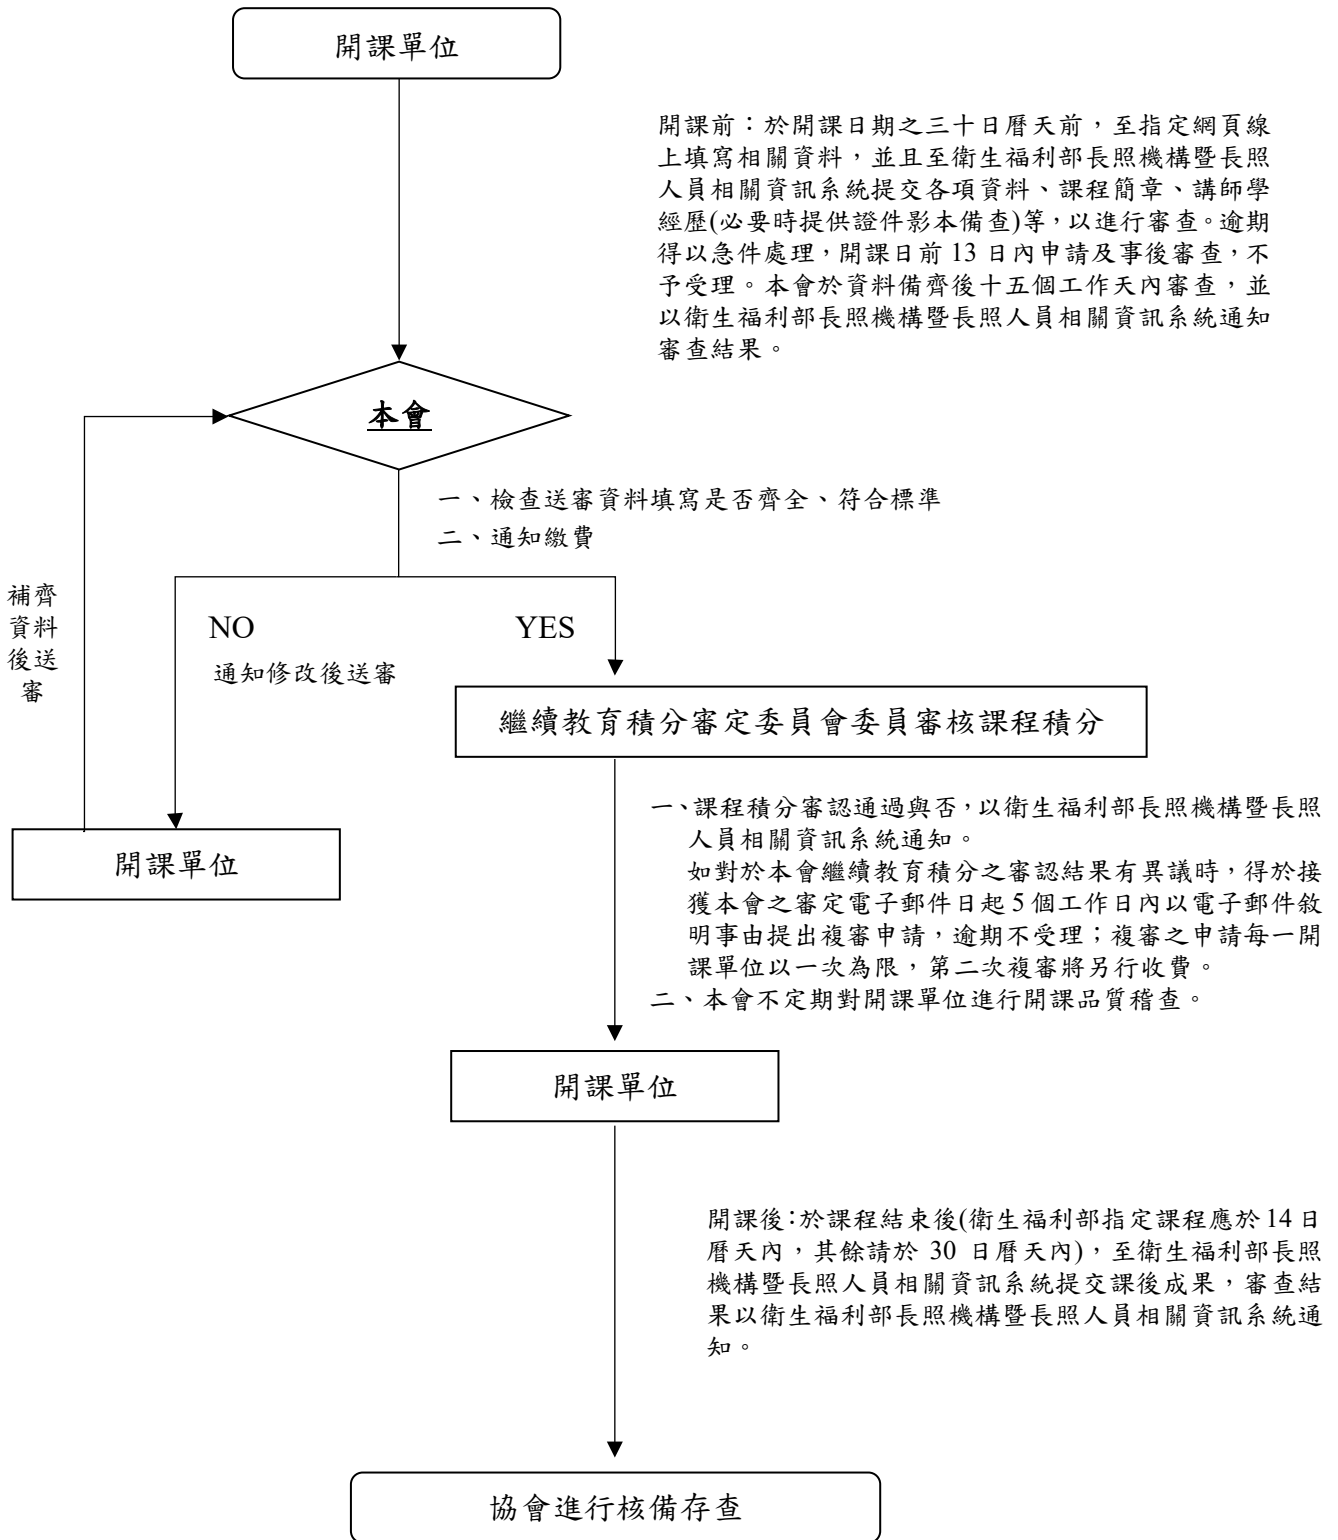 開課單位
開課前：於開課日期之三十日曆天前，至指定網頁線
上填寫相關資料，並且至衛生福利部長照機構暨長照
人員相關資訊系統提交各項資料、課程簡章、講師學
經歷(必要時提供證件影本備查)等，以進行審查。逾期
得以急件處理，開課日前 13 日內申請及事後審查，不
予受理。本會於資料備齊後十五個工作天內審查，並
以衛生福利部長照機構暨長照人員相關資訊系統通知
審查結果。
本會
一、檢查送審資料填寫是否齊全、符合標準
二、通知繳費
補齊
資料
後送
審
NO
YES
通知修改後送審
繼續教育積分審定委員會委員審核課程積分
開課單位
一、課程積分審認通過與否，以衛生福利部長照機構暨長照
人員相關資訊系統通知。
如對於本會繼續教育積分之審認結果有異議時，得於接
獲本會之審定電子郵件日起 5 個工作日內以電子郵件敘
明事由提出複審申請，逾期不受理；複審之申請每一開
課單位以一次為限，第二次複審將另行收費。
二、本會不定期對開課單位進行開課品質稽查。
開課單位
開課後：於課程結束後(衛生福利部指定課程應於 14 日
曆天內，其餘請於 30 日曆天內)，至衛生福利部長照
機構暨長照人員相關資訊系統提交課後成果，審查結
果以衛生福利部長照機構暨長照人員相關資訊系統通
知。
協會進行核備存查